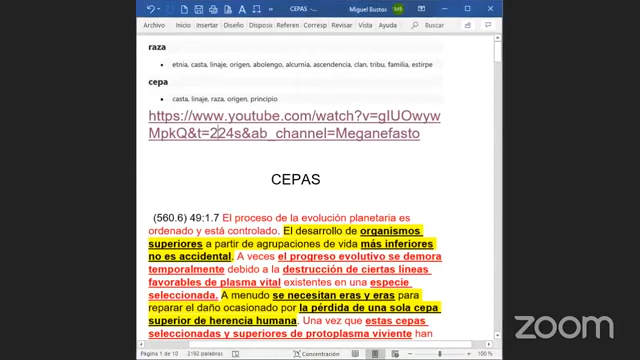 CEPAS -...
Miguel Bustos
MB
Archivo Inicio Insertar Diseño Disposic Referen Corresp Revisar Vista Ayuda Buscar
raza
• etnia, casta, linaje, origen, abolengo, alcurnia, ascendencia, clan, tribu, familia, estirpe
cepa
• casta, linaje, raza, origen, principio
https://www.youtube.com/watch?v=gIUOwyw
MpkQ&t=224s&ab_channel=Meganefasto
CEPAS
(560.6) 49:1.7 El proceso de la evolución planetaria es
ordenado y está controlado. El desarrollo de organismos
superiores a partir de agrupaciones de vida más inferiores
no es accidental. A veces el progreso evolutivo se demora
temporalmente debido a la destrucción de ciertas líneas
favorables de plasma vital existentes en una especie
seleccionada. A menudo se necesitan eras y eras para
reparar el daño ocasionado por la pérdida de una sola cepa
superior de herencia humana. Una vez que estas cepas
seleccionadas y superiores de protoplasma viviente han
Página 1 de 10 2192 palabras Concentración 100 %
zoom